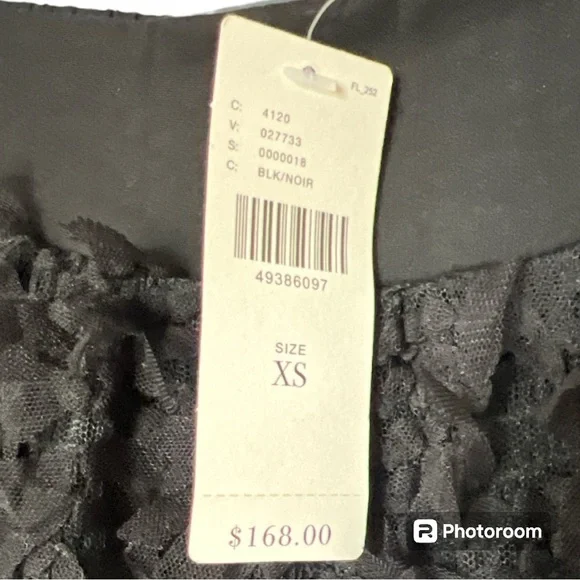 FL_252
C: 4120
V: 027733
S: 0000018
C: BLK/NOIR
49386097
SIZE
XS
$168.00
Photoroom